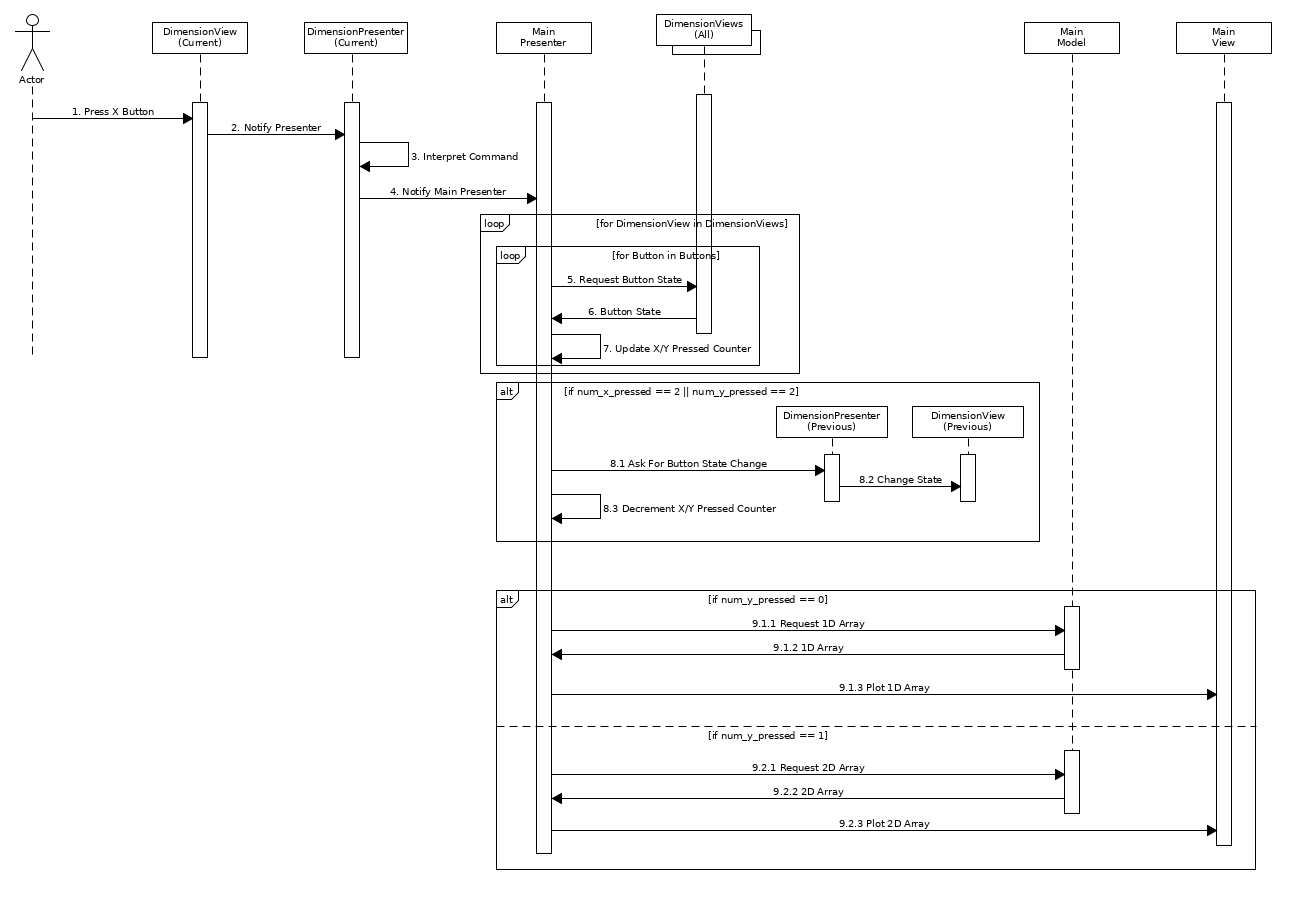 Actor
DimensionView
(Current)
DimensionPresenter
(Current)
Main
Presenter
DimensionViews
(All)
Main
Model
Main
View
1. Press X Button
2. Notify Presenter
3. Interpret Command
4. Notify Main Presenter
loop
[for DimensionView in DimensionViews]
loop
[for Button in Buttons]
5. Request Button State
6. Button State
7. Update X/Y Pressed Counter
alt
[if num_x_pressed == 2 || num_y_pressed == 2]
DimensionPresenter
(Previous)
DimensionView
(Previous)
8.1 Ask For Button State Change
8.2 Change State
8.3 Decrement X/Y Pressed Counter
alt
[if num_y_pressed == 0]
9.1.1 Request 1D Array
9.1.2 1D Array
9.1.3 Plot 1D Array
[if num_y_pressed == 1]
9.2.1 Request 2D Array
9.2.2 2D Array
9.2.3 Plot 2D Array